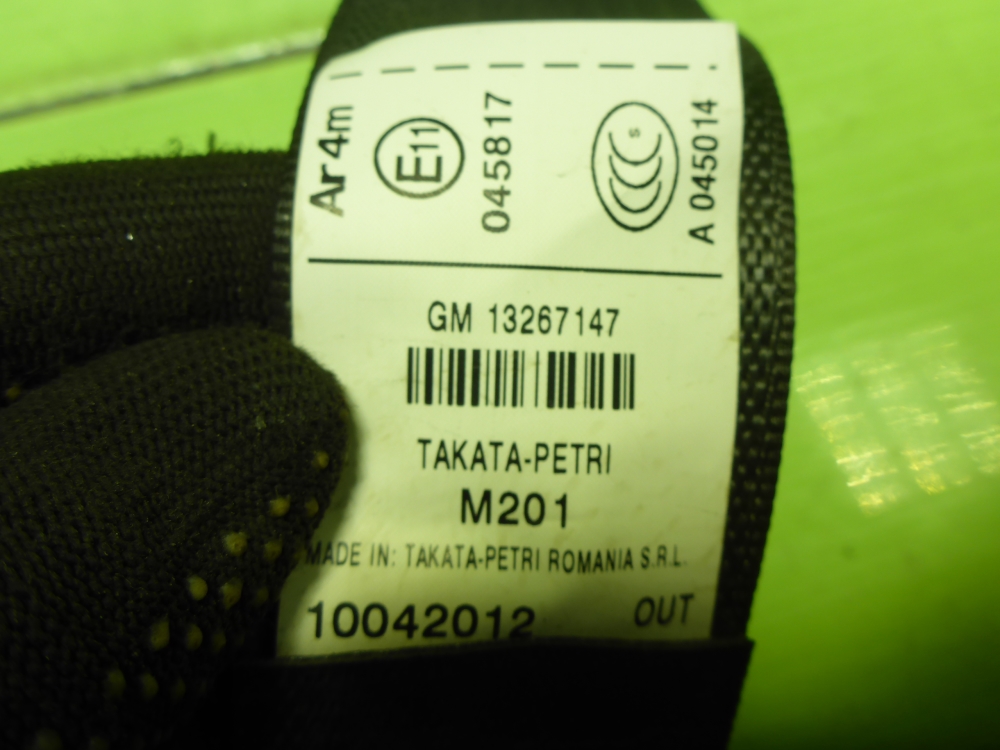 Ar4m
E11
045817
S
A 045014
GM 13267147
TAKATA-PETRI
M201
MADE IN: TAKATA-PETRI ROMANIA S.R.L.
10042012 OUT